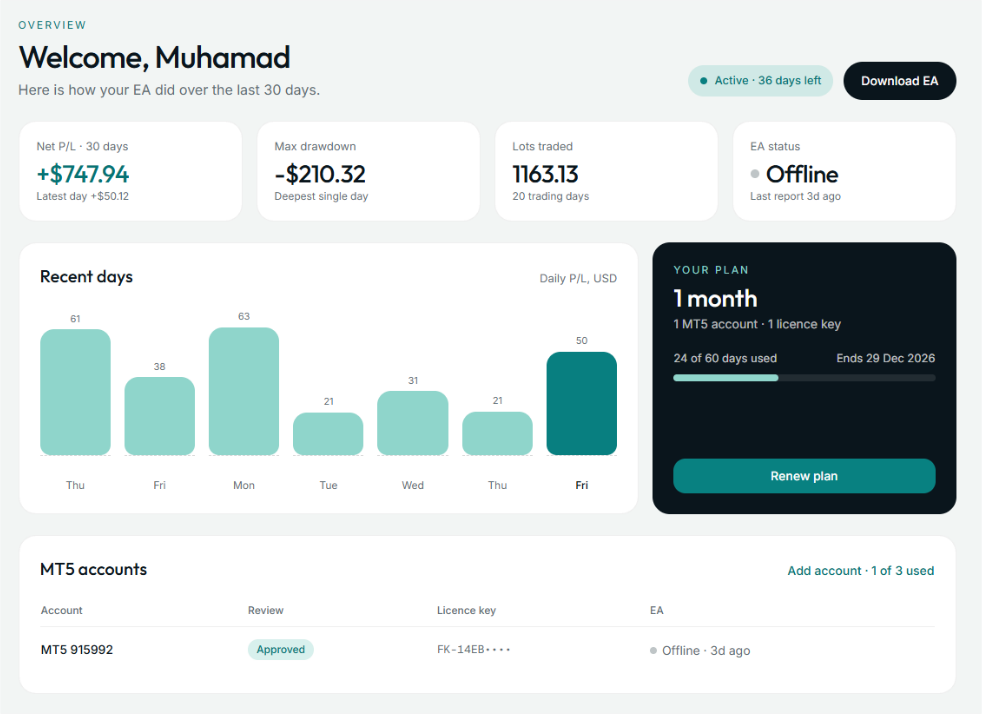 OVERVIEW
Welcome, Muhamad
Here is how your EA did over the last 30 days.
Active · 36 days left
Download EA
Net P/L · 30 days
+$747.94
Latest day +$50.12
Max drawdown
-$210.32
Deepest single day
Lots traded
1163.13
20 trading days
EA status
Offline
Last report 3d ago
Recent days
Daily P/L, USD
61
38
63
21
31
21
50
Thu
Fri
Mon
Tue
Wed
Thu
Fri
YOUR PLAN
1 month
1 MT5 account · 1 licence key
24 of 60 days used
Ends 29 Dec 2026
Renew plan
MT5 accounts
Add account · 1 of 3 used
Account Review Licence key EA
MT5 915992 Approved FK-14EB•••• Offline · 3d ago